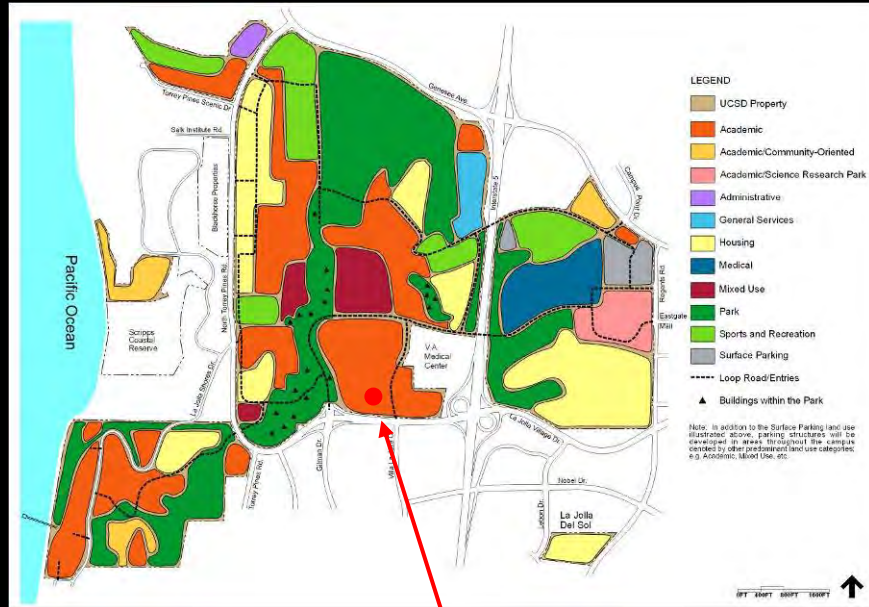 Genesee Ave.
Torrey Pines Scenic Dr.
Salk Institute Rd.
Blackhorse Properties
Interstate 5
Campus Point Dr.
Pacific Ocean
North Torrey Pines Rd.
Regents Rd.
Eastgate
Mall
Scripps
Coastal
Reserve
V.A.
Medical
Center
La Jolla Shores Dr.
La Jolla Village Dr.
Gilman Dr.
Torrey Pines Rd.
Nobel Dr.
Lebon Dr.
La Jolla
Del Sol
LEGEND
UCSD Property
Academic
Academic/Community-Oriented
Academic/Science Research Park
Administrative
General Services
Housing
Medical
Mixed Use
Park
Sports and Recreation
Surface Parking
Loop Road/Entries
Buildings within the Park
Note: In addition to the Surface Parking land use
illustrated above, parking structures will be
developed in areas throughout the campus
denoted by other predominant land use categories;
e.g. Academic, Mixed Use, etc.
0FT 400FT 800FT 1600FT